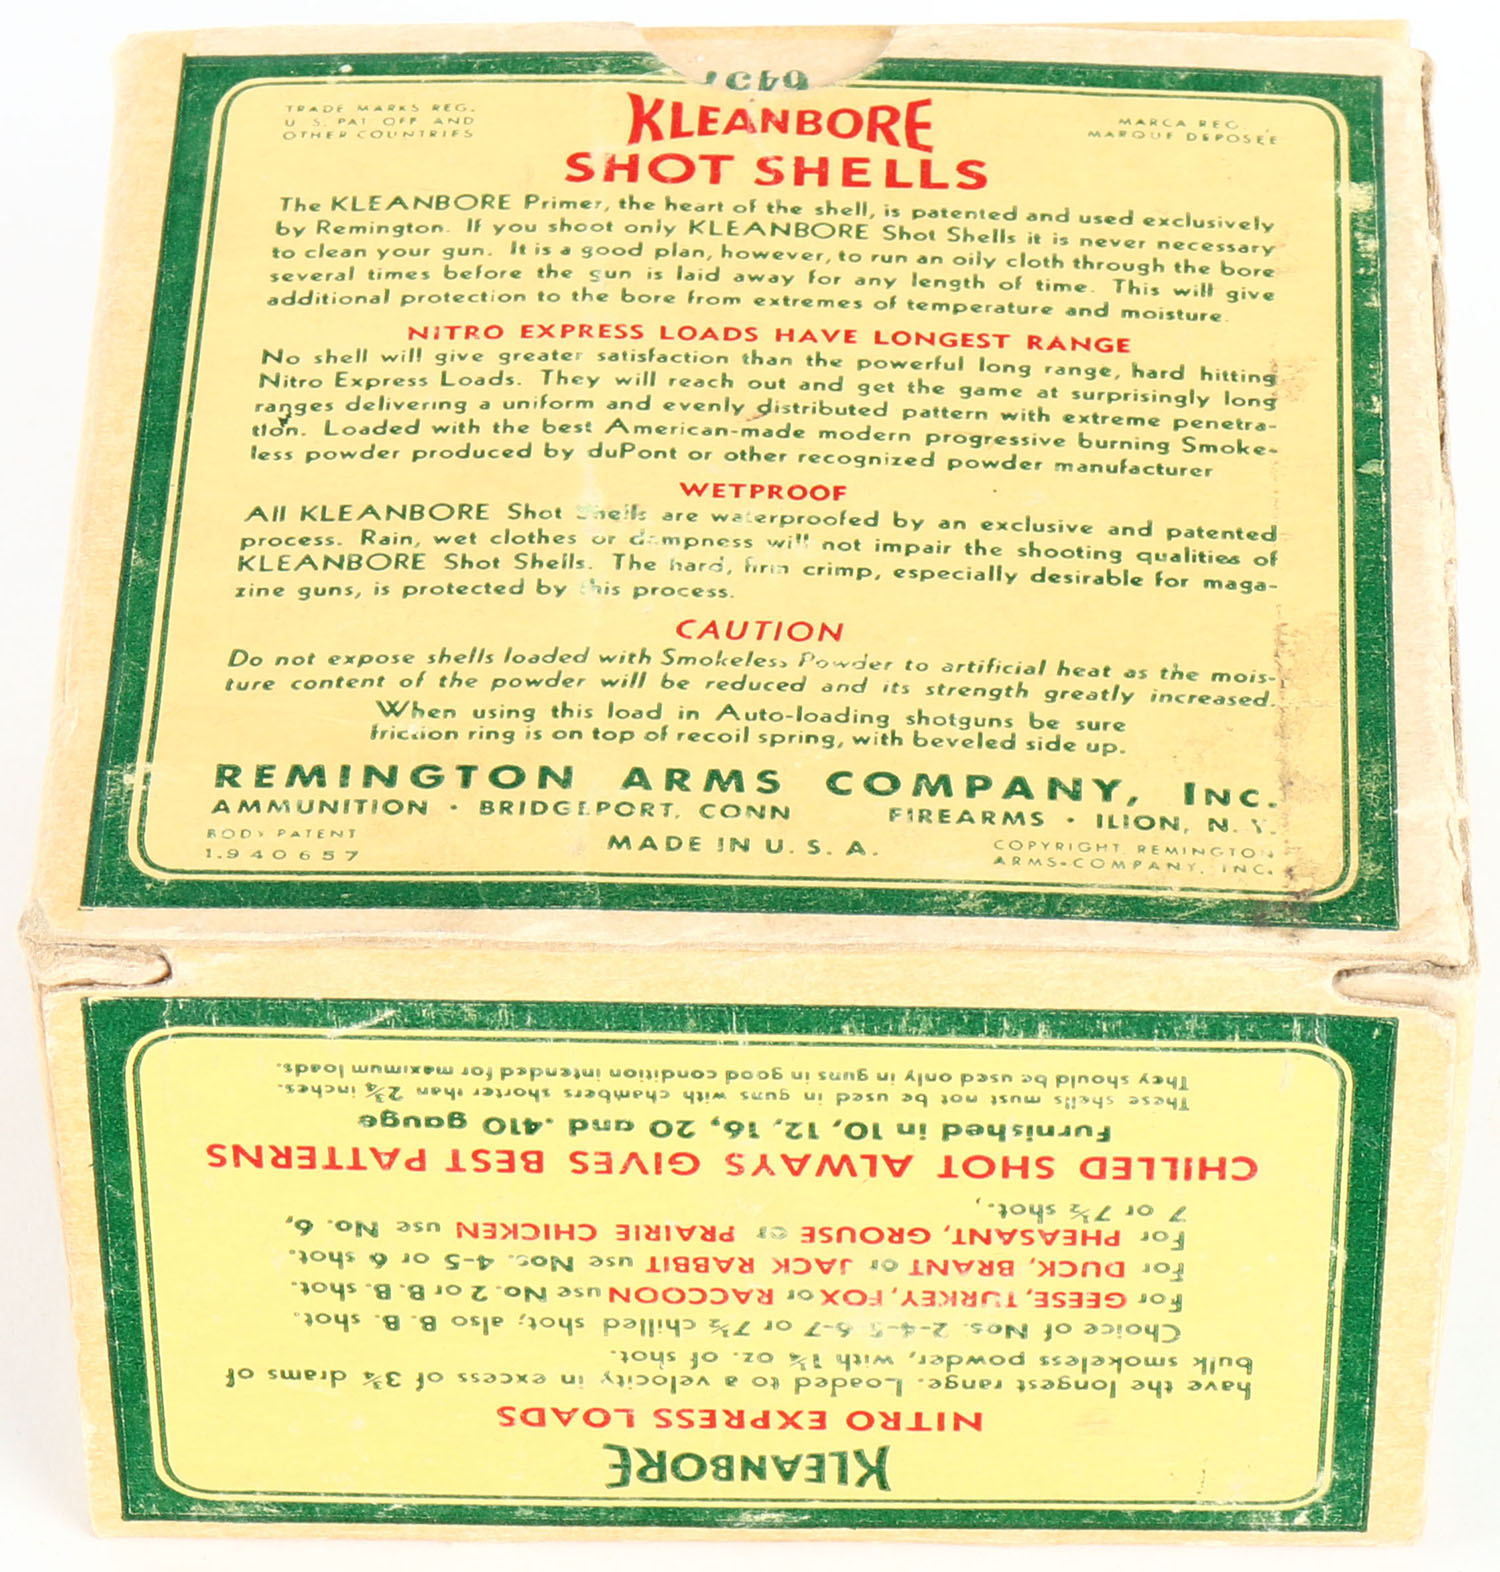 TRADE MARKS REG.
U. S. PAT. OFF. AND
OTHER COUNTRIES
KLEANBORE
MARCA REG.
MARQUE DEPOSEE
SHOT SHELLS
The KLEANBORE Primer, the heart of the shell, is patented and used exclusively
by Remington. If you shoot only KLEANBORE Shot Shells it is never necessary
to clean your gun. It is a good plan, however, to run an oily cloth through the bore
several times before the gun is laid away for any length of time. This will give
additional protection to the bore from extremes of temperature and moisture.
NITRO EXPRESS LOADS HAVE LONGEST RANGE
No shell will give greater satisfaction than the powerful long range, hard hitting
Nitro Express Loads. They will reach out and get the game at surprisingly long
ranges delivering a uniform and evenly distributed pattern with extreme penetra-
tion. Loaded with the best American-made modern progressive burning Smoke-
less powder produced by duPont or other recognized powder manufacturer
WETPROOF
All KLEANBORE Shot Shells are waterproofed by an exclusive and patented
process. Rain, wet clothes or dampness will not impair the shooting qualities of
KLEANBORE Shot Shells. The hard, firm crimp, especially desirable for maga-
zine guns, is protected by this process.
CAUTION
Do not expose shells loaded with Smokeless Powder to artificial heat as the mois-
ture content of the powder will be reduced and its strength greatly increased.
When using this load in Auto-loading shotguns be sure
friction ring is on top of recoil spring, with beveled side up.
REMINGTON ARMS COMPANY, INC.
AMMUNITION · BRIDGEPORT, CONN FIREARMS · ILION, N. Y.
BODY PATENT
1,940657
MADE IN U. S. A.
COPYRIGHT REMINGTON
ARMS-COMPANY, INC.
KLEANBORE
NITRO EXPRESS LOADS
have the longest range. Loaded to a velocity in excess of 3¾ drams of
bulk smokeless powder, with 1¼ oz. of shot.
Choice of Nos. 2-4-5-6-7 or 7½ chilled shot; also B. B. shot.
For GEESE, TURKEY, FOX or RACCOON use No. 2 or B. B. shot.
For DUCK, BRANT or JACK RABBIT use Nos. 4-5 or 6 shot.
For PHEASANT, GROUSE or PRAIRIE CHICKEN use No. 6,
7 or 7½ shot.
CHILLED SHOT ALWAYS GIVES BEST PATTERNS
Furnished in 10, 12, 16, 20 and .410 gauge
These shells must not be used in guns with chambers shorter than 2¾ inches.
They should be used only in guns in good condition intended for maximum loads.